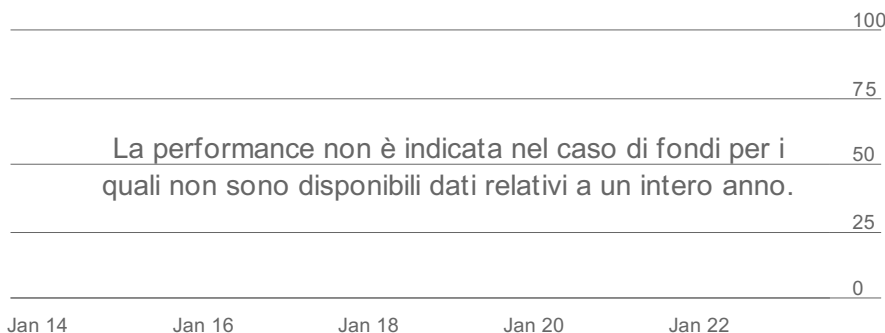 100
75
La performance non è indicata nel caso di fondi per i
50
quali non sono disponibili dati relativi a un intero anno.
25
0
Jan 14 Jan 16 Jan 18 Jan 20 Jan 22